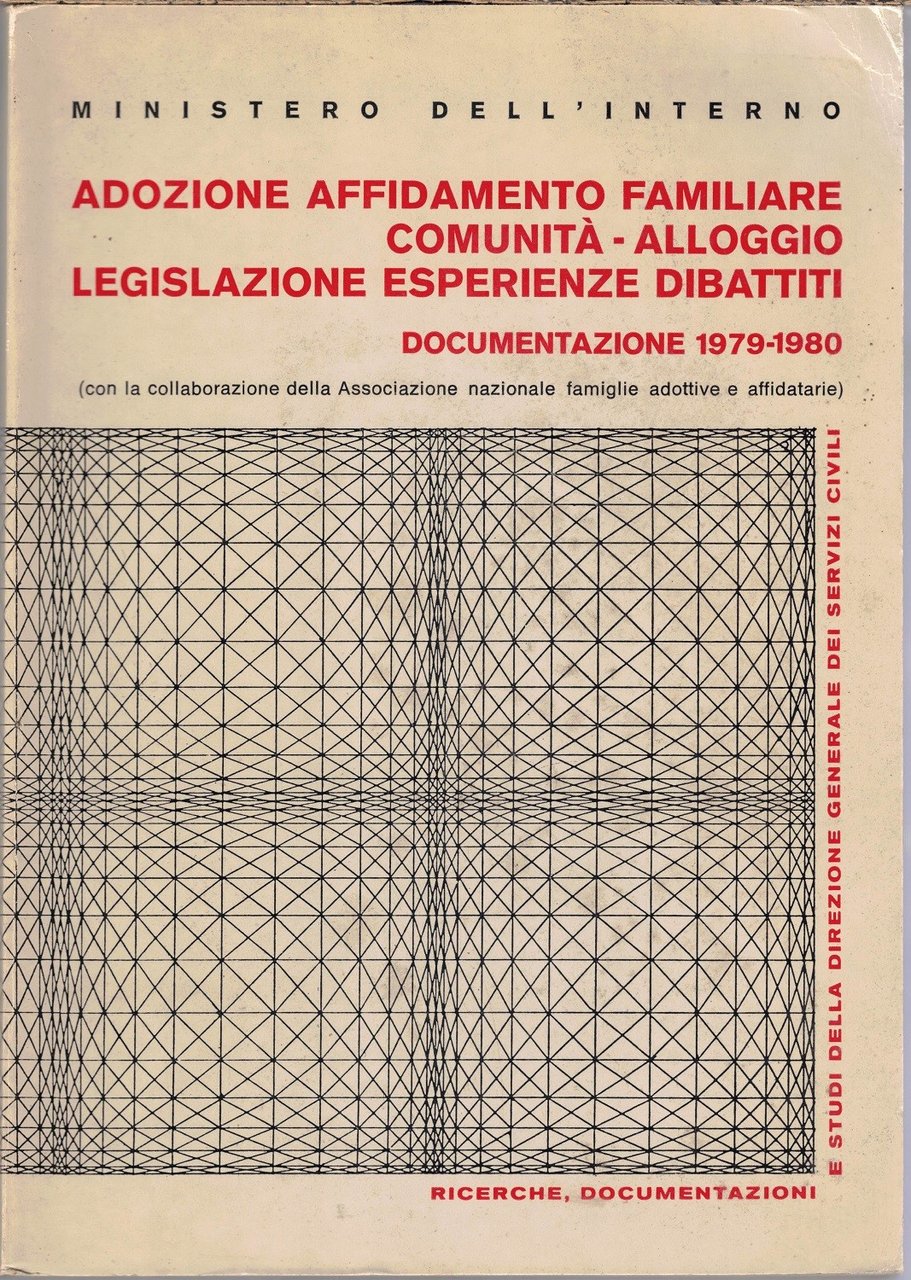 MINISTERO DELL'INTERNO
ADOZIONE AFFIDAMENTO FAMILIARE
COMUNITÀ - ALLOGGIO
LEGISLAZIONE ESPERIENZE DIBATTITI
DOCUMENTAZIONE 1979-1980
(con la collaborazione della Associazione nazionale famiglie adottive e affidatarie)
RICERCHE, DOCUMENTAZIONI
E STUDI DELLA DIREZIONE GENERALE DEI SERVIZI CIVILI